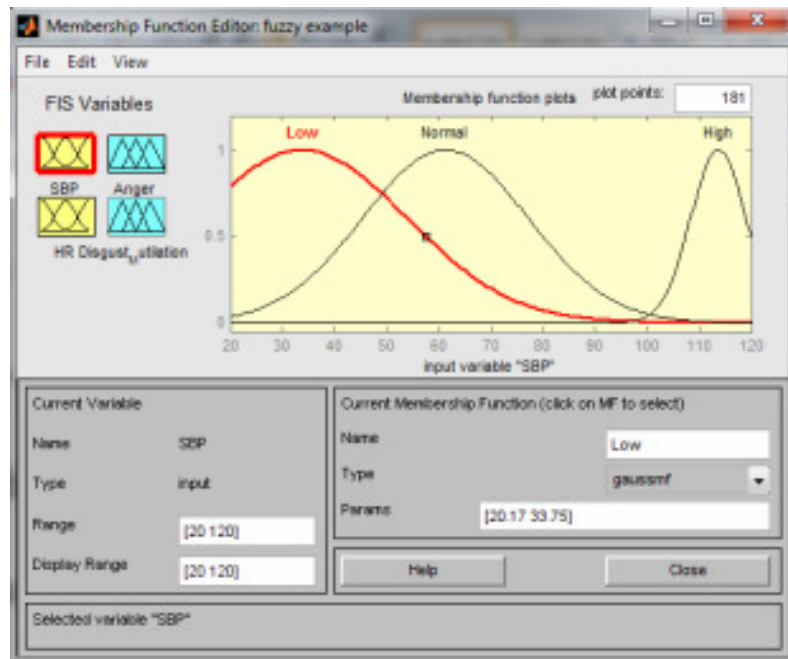 Membership Function Editor: fuzzy example
File Edit View
FIS Variables
Membership function plots
plot points:
181
Low
Normal
High
SBP
Anger
HR
Disgust_Mutilation
1
0.5
0
20 30 40 50 60 70 80 90 100 110 120
input variable "SBP"
Current Variable
Name SBP
Type input
Range [20 120]
Display Range [20 120]
Current Membership Function (click on MF to select)
Name Low
Type gaussmf
Params [20.17 33.75]
Help
Close
Selected variable "SBP"